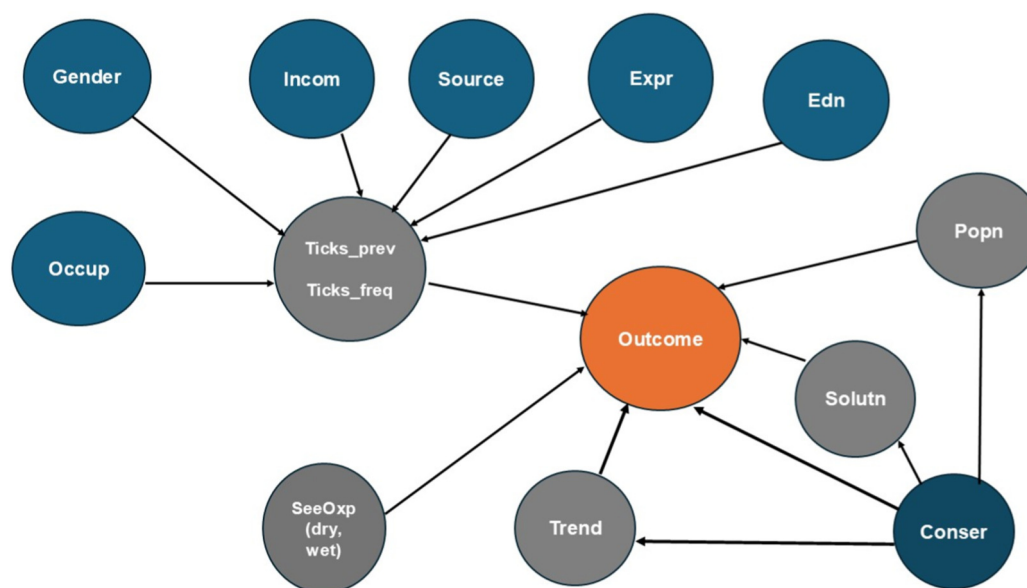 Gender
Incom
Source
Expr
Edn
Occup
Ticks_prev
Ticks_freq
Popn
Outcome
Solutn
SeeOxp
(dry,
wet)
Trend
Conser